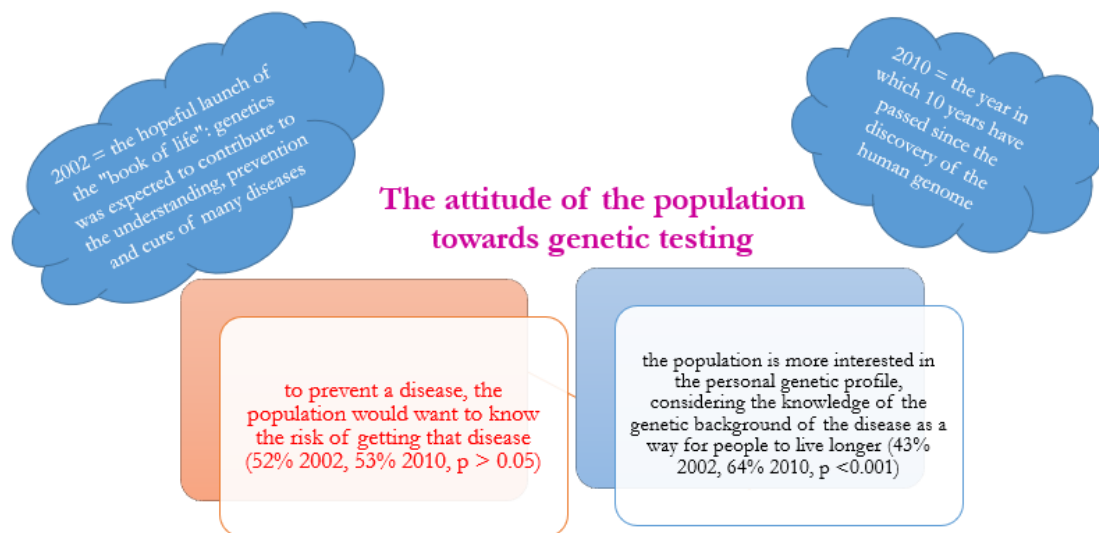 2002 = the hopeful launch of
the "book of life": genetics
was expected to contribute to
the understanding, prevention
and cure of many diseases
2010 = the year in
which 10 years have
passed since the
discovery of the
human genome
The attitude of the population
towards genetic testing
to prevent a disease, the
population would want to know
the risk of getting that disease
(52% 2002, 53% 2010, p > 0.05)
the population is more interested in
the personal genetic profile,
considering the knowledge of the
genetic background of the disease as a
way for people to live longer (43%
2002, 64% 2010, p <0.001)